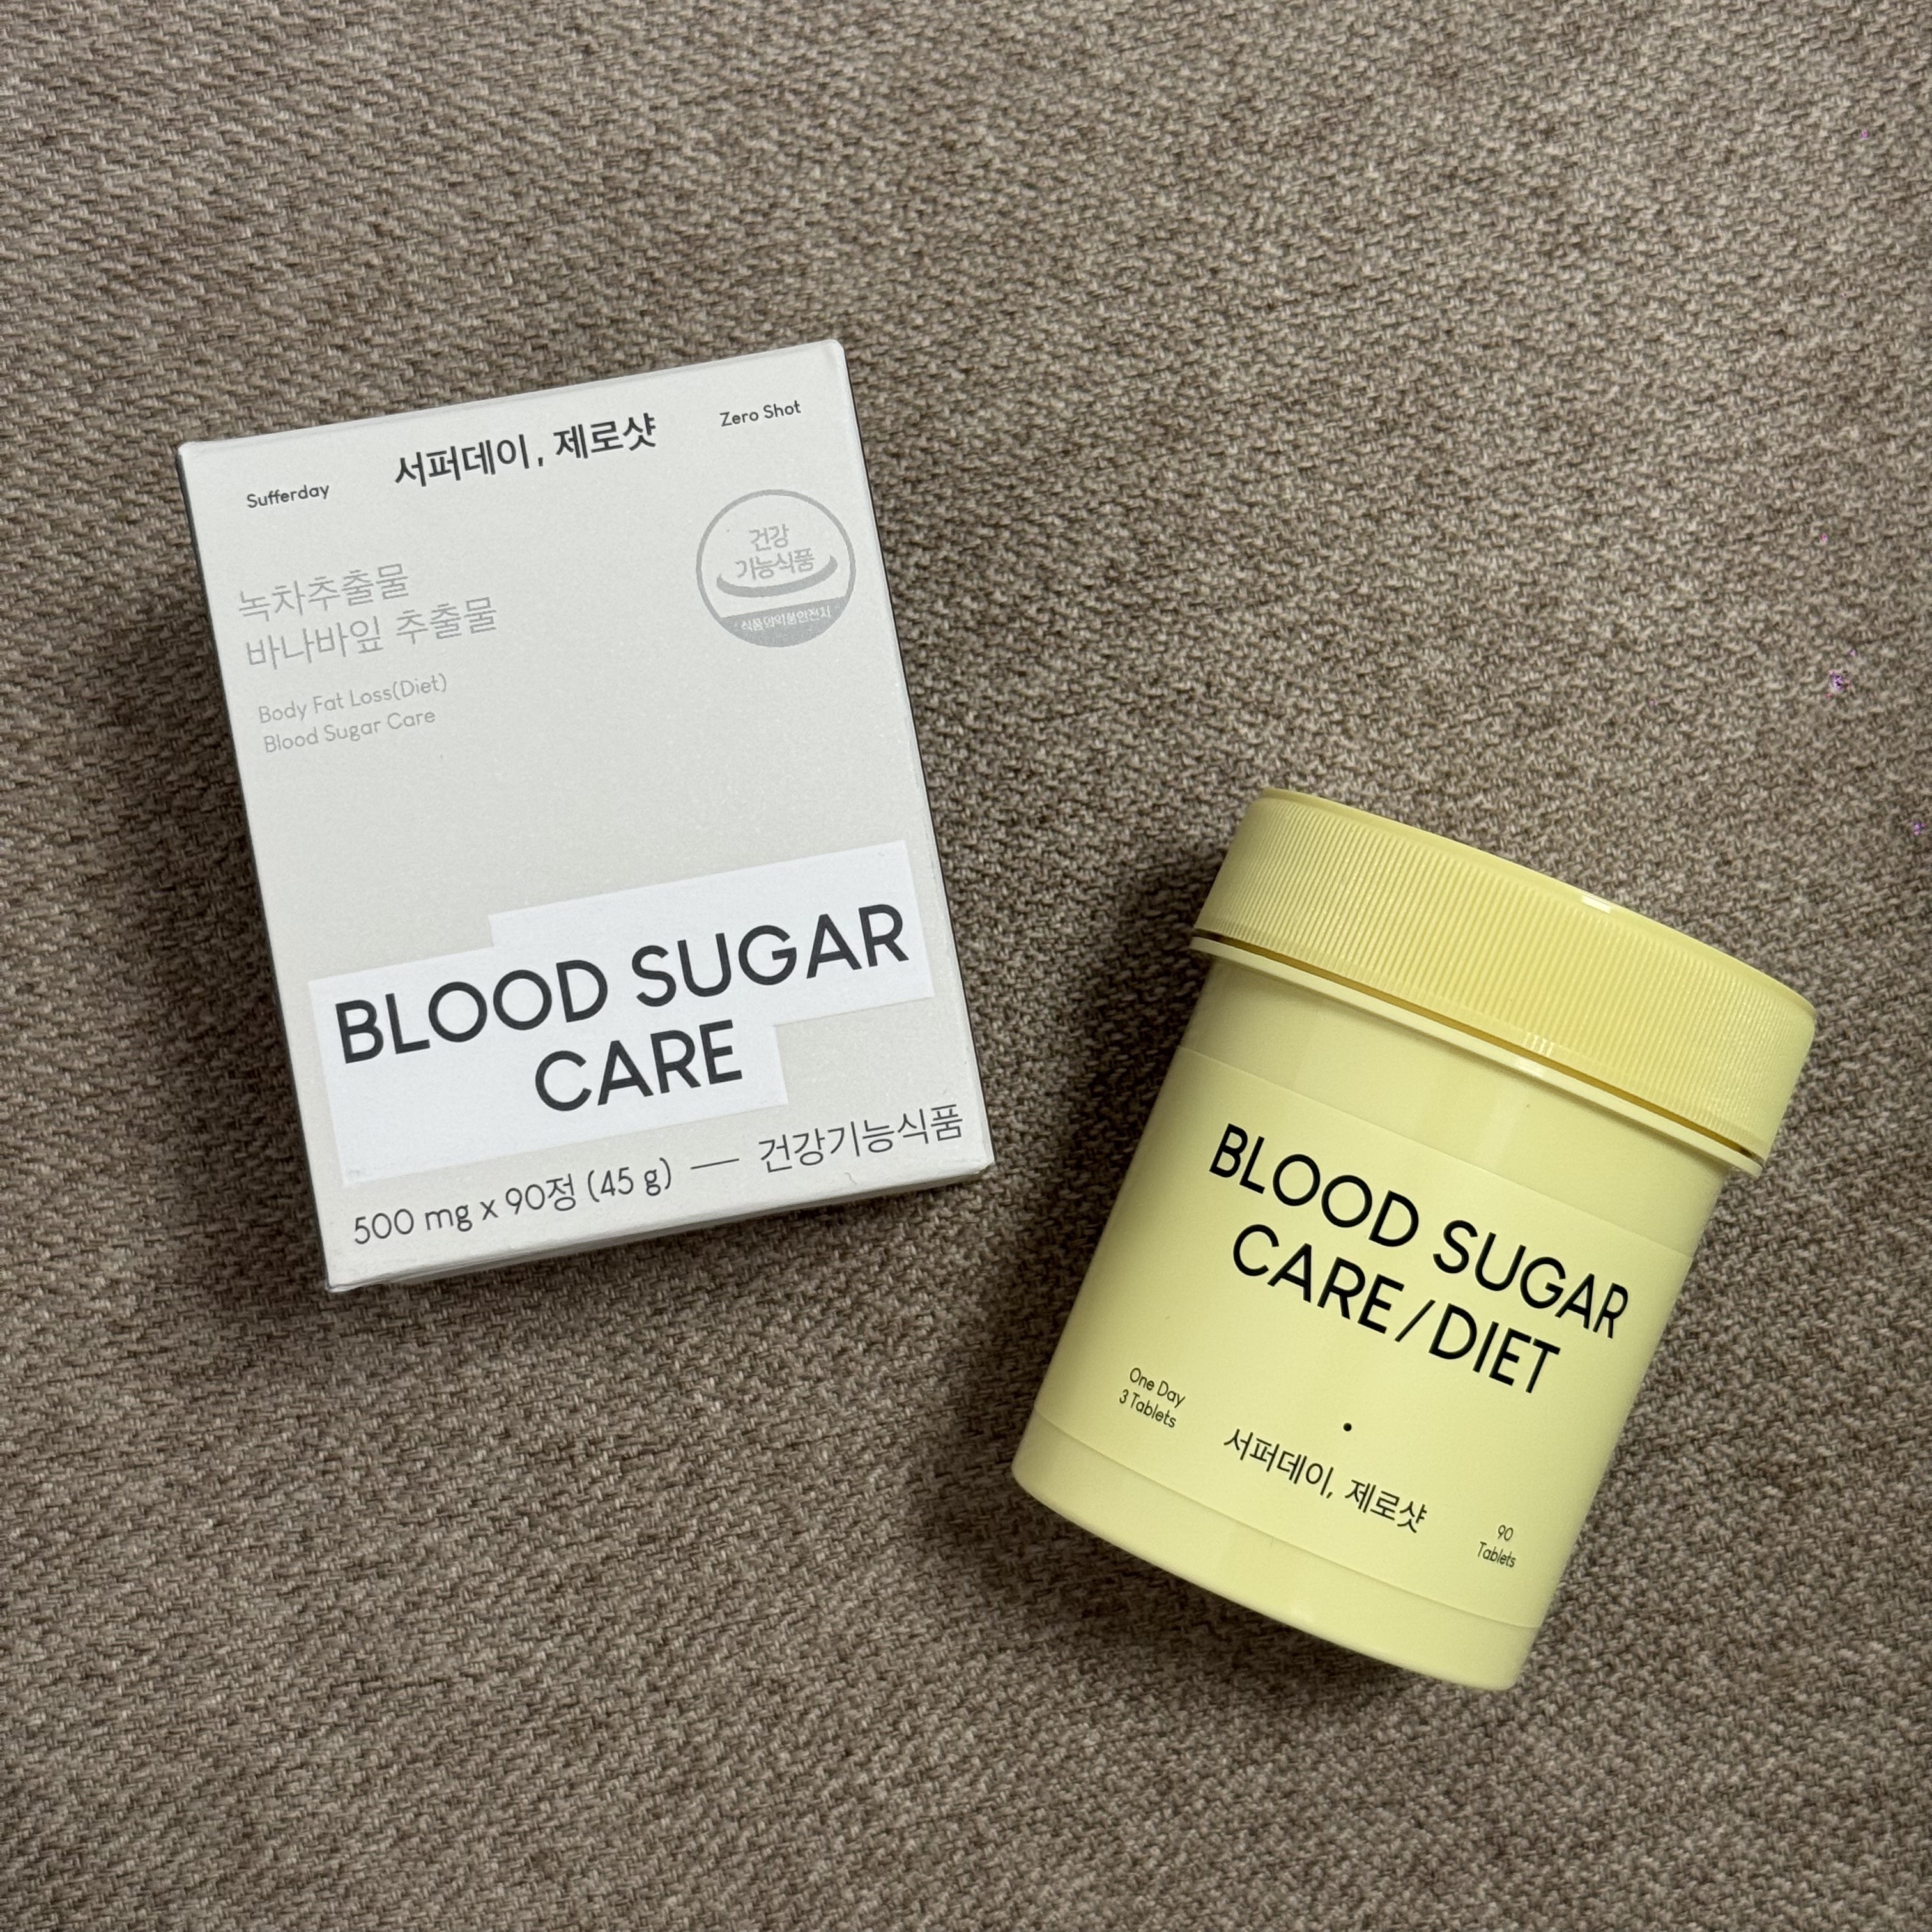 Sufferday
서퍼데이, 제로샷
Zero Shot
녹차추출물
바나바잎 추출물
Body Fat Loss(Diet)
Blood Sugar Care
건강
기능식품
식품의약품안전처
BLOOD SUGAR
CARE
500 mg x 90정 (45 g) — 건강기능식품
BLOOD SUGAR
CARE/DIET
One Day
3 Tablets
서퍼데이, 제로샷
90
Tablets